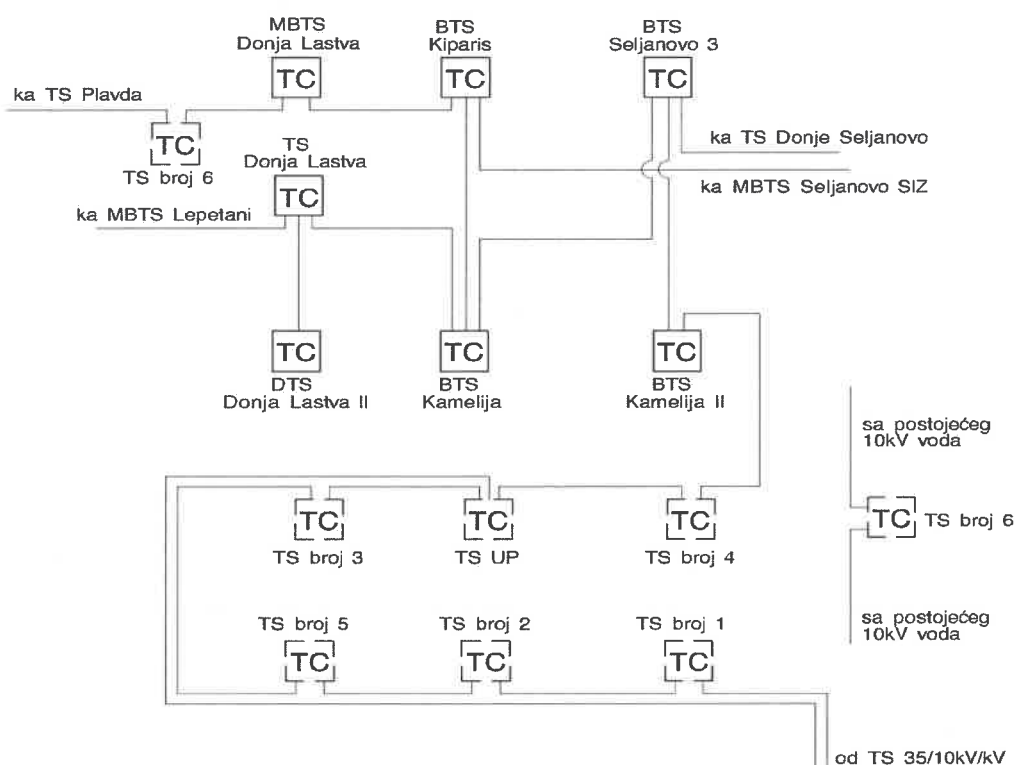 MBTS
Donja Lastva
TC
BTS
Kiparis
TC
BTS
Seljanovo 3
TC
ka TS Plavda
TC
TS broj 6
TS
Donja Lastva
TC
ka TS Donje Seljanovo
ka MBTS Seljanovo SIZ
ka MBTS Lepetani
TC
DTS
Donja Lastva II
TC
BTS
Kamelija
TC
BTS
Kamelija II
sa postojećeg
10kV voda
TC
TS broj 3
TC
TS UP
TC
TS broj 4
TC TS broj 6
sa postojećeg
10kV voda
TS broj 5
TC
TS broj 2
TC
TS broj 1
TC
od TS 35/10kV/kV